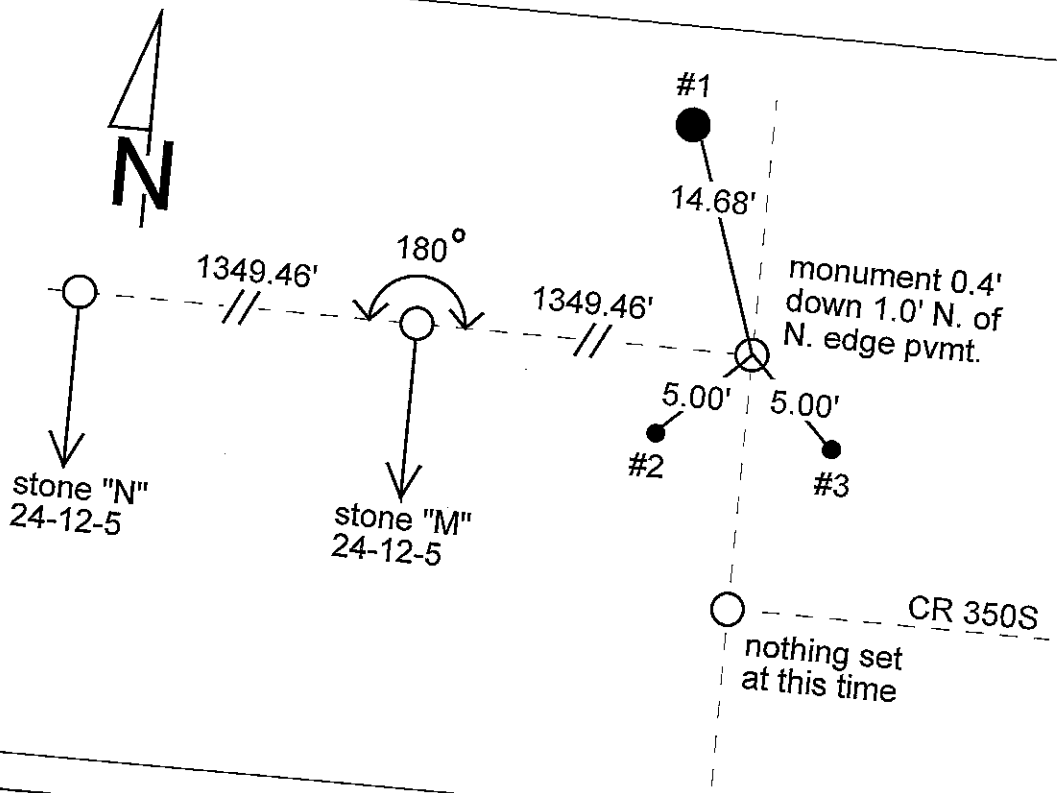 #1
N
14.68'
180°
1349.46'
1349.46'
monument 0.4'
down 1.0' N. of
N. edge pvmt.
5.00'
5.00'
#2
#3
stone "N"
24-12-5
stone "M"
24-12-5
CR 350S
nothing set
at this time